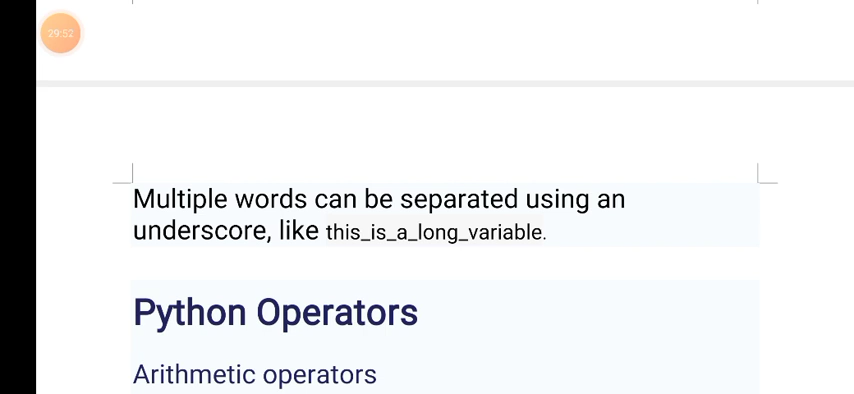 29:52
Multiple words can be separated using an
underscore, like this_is_a_long_variable.
Python Operators
Arithmetic operators